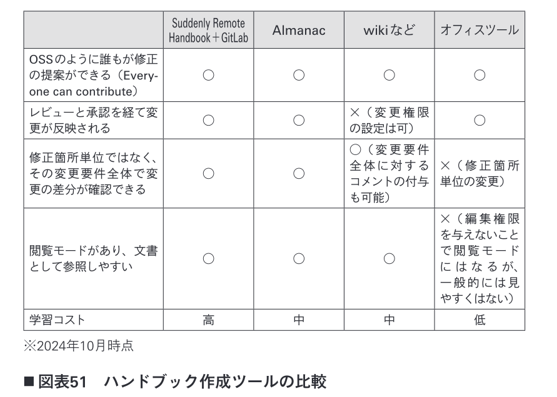 Suddenly Remote
Handbook＋GitLab
Almanac
wikiなど
オフィスツール
OSSのように誰もが修正
の提案ができる（Every-
one can contribute）
○
○
○
○
レビューと承認を経て変
更が反映される
○
○
×（変更権限
の設定は可）
○
修正箇所単位ではなく、
その変更要件全体で変
更の差分が確認できる
○
○
○（変更要件
全体に対する
コメントの付与
も可能）
×（修正箇所
単位の変更）
閲覧モードがあり、文書
として参照しやすい
○
○
○
×（編集権限
を与えないこと
で閲覧モード
にはなるが、
一般的には見
やすくはない）
学習コスト
高
中
中
低
※2024年10月時点
■図表51　ハンドブック作成ツールの比較